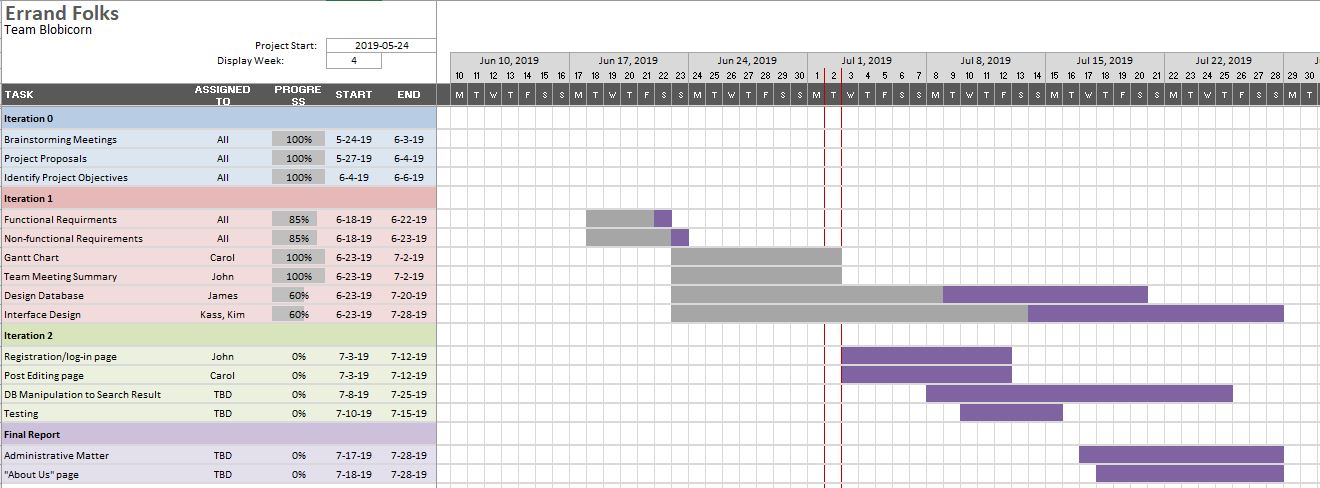 Errand Folks
Team Blobicorn
Project Start: 2019-05-24
Display Week: 4
Jun 10, 2019 Jun 17, 2019 Jun 24, 2019 Jul 1, 2019 Jul 8, 2019 Jul 15, 2019 Jul 22, 2019
10 11 12 13 14 15 16 17 18 19 20 21 22 23 24 25 26 27 28 29 30 1 2 3 4 5 6 7 8 9 10 11 12 13 14 15 16 17 18 19 20 21 22 23 24 25 26 27 28 29 30
TASK ASSIGNED TO PROGRESS START END M T W T F S S M T W T F S S M T W T F S S M T W T F S S M T W T F S S M T W T F S S M T W T F S S M T
Iteration 0
Brainstorming Meetings All 100% 5-24-19 6-3-19
Project Proposals All 100% 5-27-19 6-4-19
Identify Project Objectives All 100% 6-4-19 6-6-19
Iteration 1
Functional Requirments All 85% 6-18-19 6-22-19
Non-functional Requirements All 85% 6-18-19 6-23-19
Gantt Chart Carol 100% 6-23-19 7-2-19
Team Meeting Summary John 100% 6-23-19 7-2-19
Design Database James 60% 6-23-19 7-20-19
Interface Design Kass, Kim 60% 6-23-19 7-28-19
Iteration 2
Registration/log-in page John 0% 7-3-19 7-12-19
Post Editing page Carol 0% 7-3-19 7-12-19
DB Manipulation to Search Result TBD 0% 7-8-19 7-25-19
Testing TBD 0% 7-10-19 7-15-19
Final Report
Administrative Matter TBD 0% 7-17-19 7-28-19
"About Us" page TBD 0% 7-18-19 7-28-19